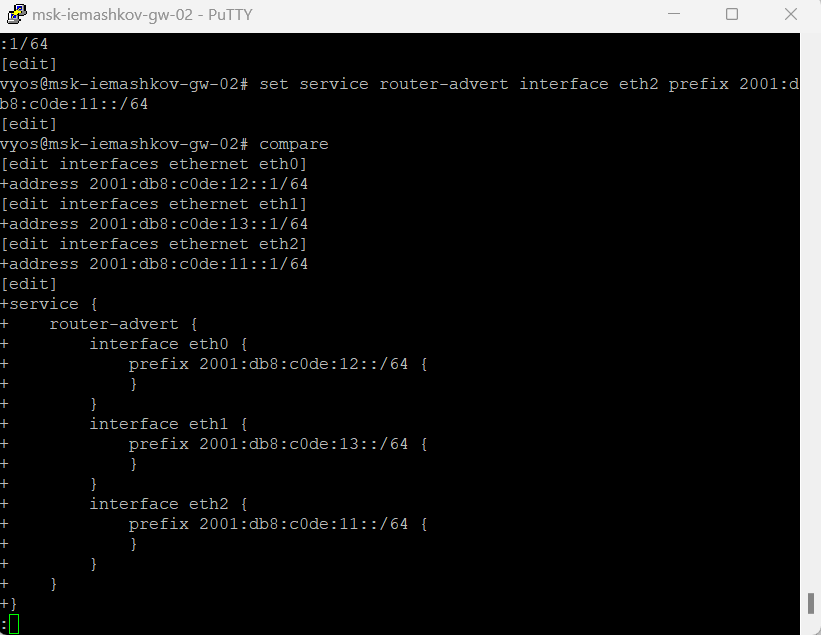 msk-iemashkov-gw-02 - PuTTY
:1/64
[edit]
vyos@msk-iemashkov-gw-02# set service router-advert interface eth2 prefix 2001:d
b8:c0de:11::/64
[edit]
vyos@msk-iemashkov-gw-02# compare
[edit interfaces ethernet eth0]
+address 2001:db8:c0de:12::1/64
[edit interfaces ethernet eth1]
+address 2001:db8:c0de:13::1/64
[edit interfaces ethernet eth2]
+address 2001:db8:c0de:11::1/64
[edit]
+service {
+    router-advert {
+        interface eth0 {
+            prefix 2001:db8:c0de:12::/64 {
+            }
+        }
+        interface eth1 {
+            prefix 2001:db8:c0de:13::/64 {
+            }
+        }
+        interface eth2 {
+            prefix 2001:db8:c0de:11::/64 {
+            }
+        }
+    }
+}
: